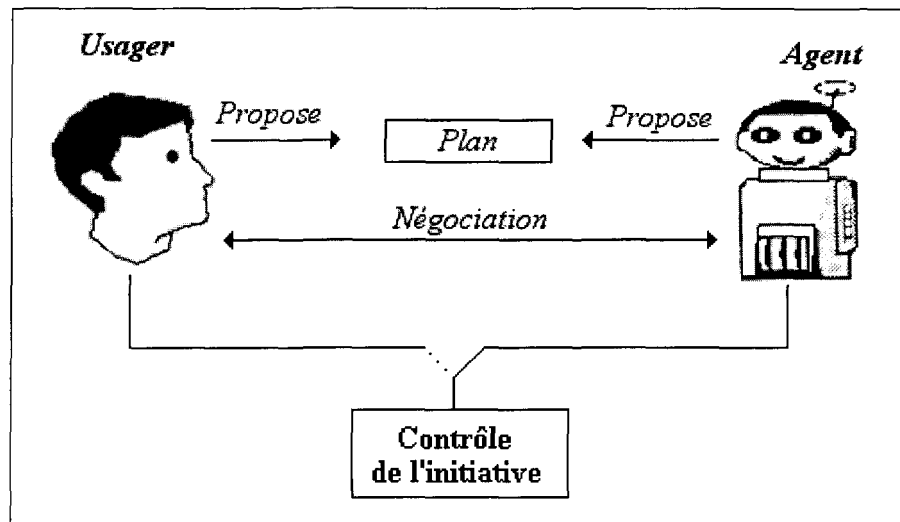 Usager
Agent
Propose
Propose
Plan
Négociation
Contrôle
de l'initiative